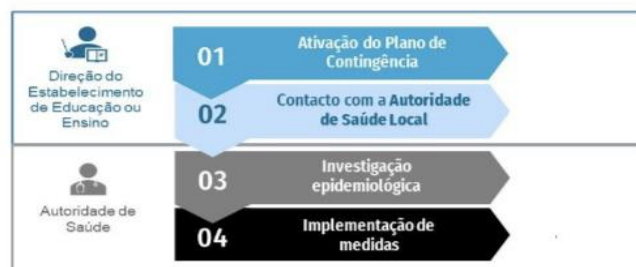 Direção do
Estabelecimento
de Educação ou
Ensino
01
Ativação do Plano de
Contingência
02
Contacto com a Autoridade
de Saúde Local
Autoridade de
Saúde
03
Investigação
epidemiológica
04
Implementação de
medidas